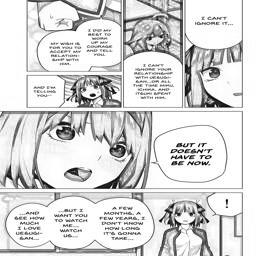 I CAN'T
IGNORE IT...
I CAN'T
IGNORE YOUR
RELATIONSHIP
WITH UESUGI-
SAN...OR ALL
THE TIME MIKU,
ICHIKA, AND
ITSUKI SPENT
WITH HIM.
I DID MY
BEST TO
WORK UP
MY COURAGE
AND TELL
YOU...
MY WISH IS
FOR YOU TO
ACCEPT MY
RELATION-
SHIP WITH
HIM.
AND I'M
TELLING
YOU--
BUT IT
DOESN'T
HAVE TO
BE NOW.
!
A FEW
MONTHS, A
FEW YEARS, I
DON'T KNOW
HOW LONG
IT'S GONNA
TAKE...
...BUT I WANT
YOU TO WATCH
ME...
WATCH
US...
...AND
SEE HOW
MUCH
I LOVE
UESUGI-
SAN...